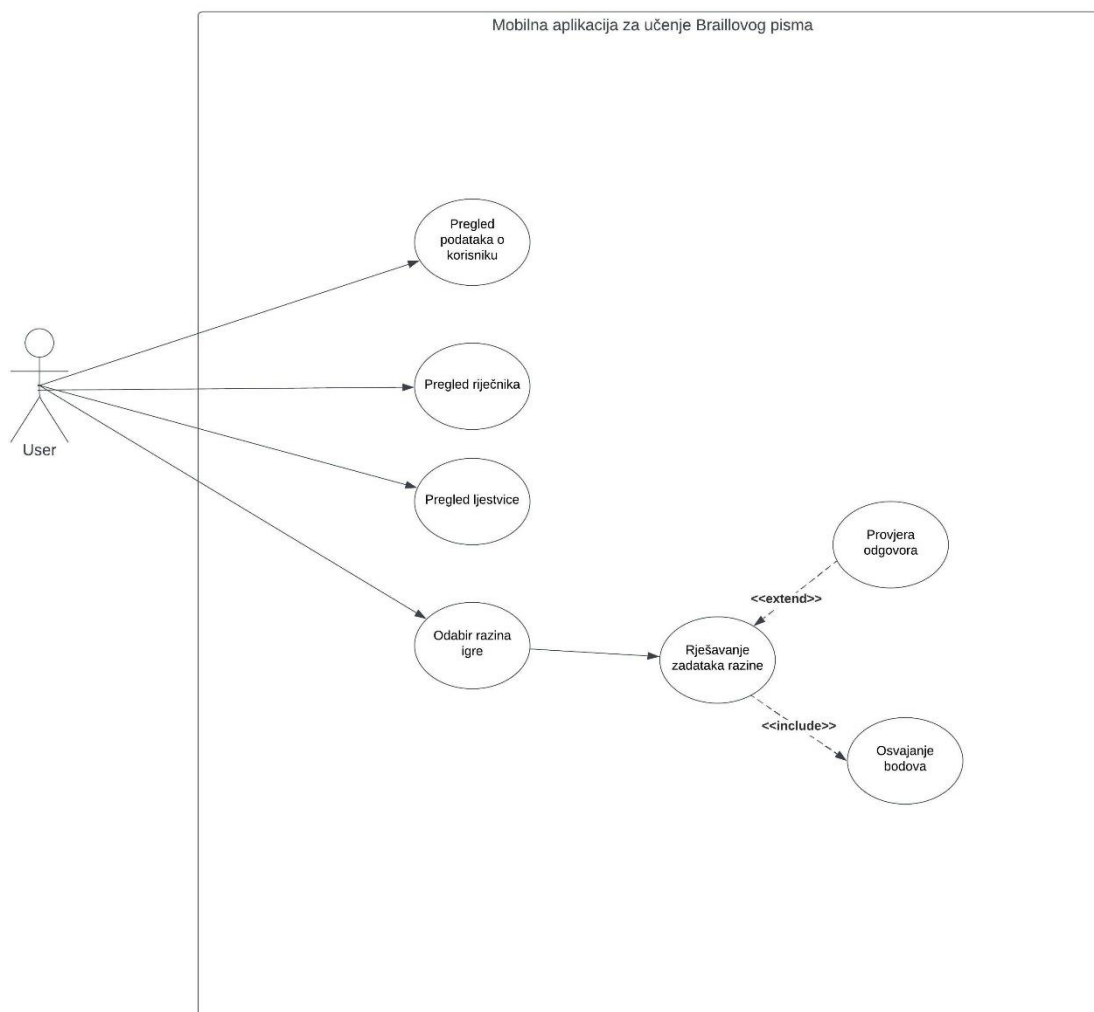 Mobilna aplikacija za učenje Braillovog pisma
Pregled
podataka o
korisniku
User
Pregled riječnika
Pregled ljestvice
Provjera
odgovora
<<extend>>
Odabir razina
igre
Rješavanje
zadataka razine
<<include>>
Osvajanje
bodova